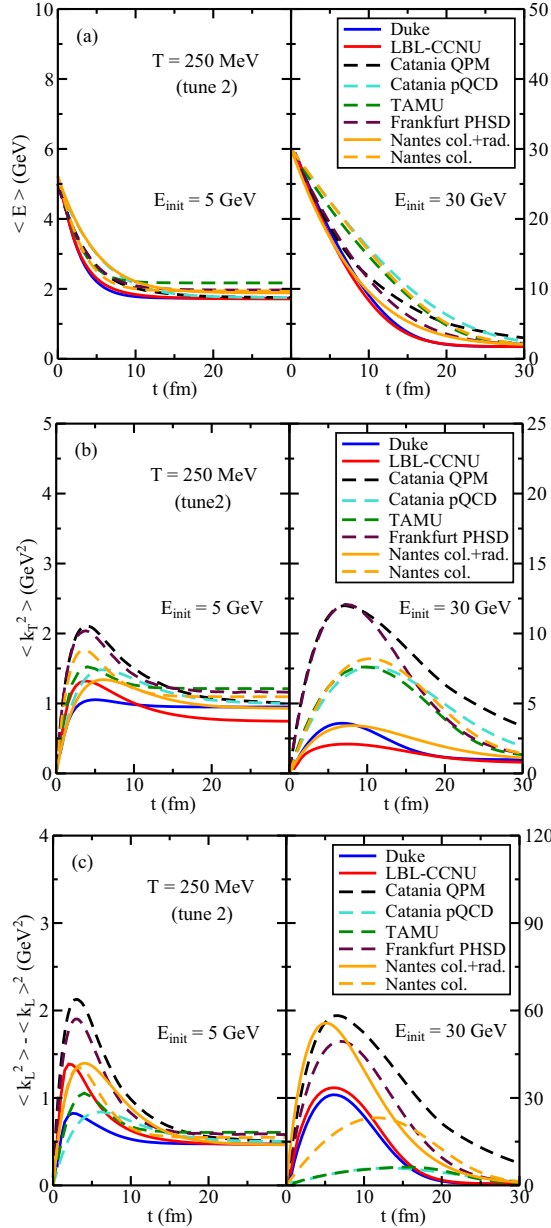 (a)
T = 250 MeV
(tune 2)
E_init = 5 GeV
< E > (GeV)
10
8
6
4
2
0
0
10
20
t (fm)
Duke
LBL-CCNU
Catania QPM
Catania pQCD
TAMU
Frankfurt PHSD
Nantes col.+rad.
Nantes col.
E_init = 30 GeV
50
40
30
20
10
0
0
10
20
30
t (fm)
(b)
T = 250 MeV
(tune2)
E_init = 5 GeV
< k_T^2 > (GeV^2)
5
4
3
2
1
0
0
10
20
t (fm)
Duke
LBL-CCNU
Catania QPM
Catania pQCD
TAMU
Frankfurt PHSD
Nantes col.+rad.
Nantes col.
E_init = 30 GeV
25
20
15
10
5
0
0
10
20
30
t (fm)
(c)
T = 250 MeV
(tune 2)
E_init = 5 GeV
< k_L^2 > - < k_L >^2 (GeV^2)
4
3
2
1
0
0
10
20
t (fm)
Duke
LBL-CCNU
Catania QPM
Catania pQCD
TAMU
Frankfurt PHSD
Nantes col.+rad.
Nantes col.
E_init = 30 GeV
120
90
60
30
0
0
10
20
30
t (fm)